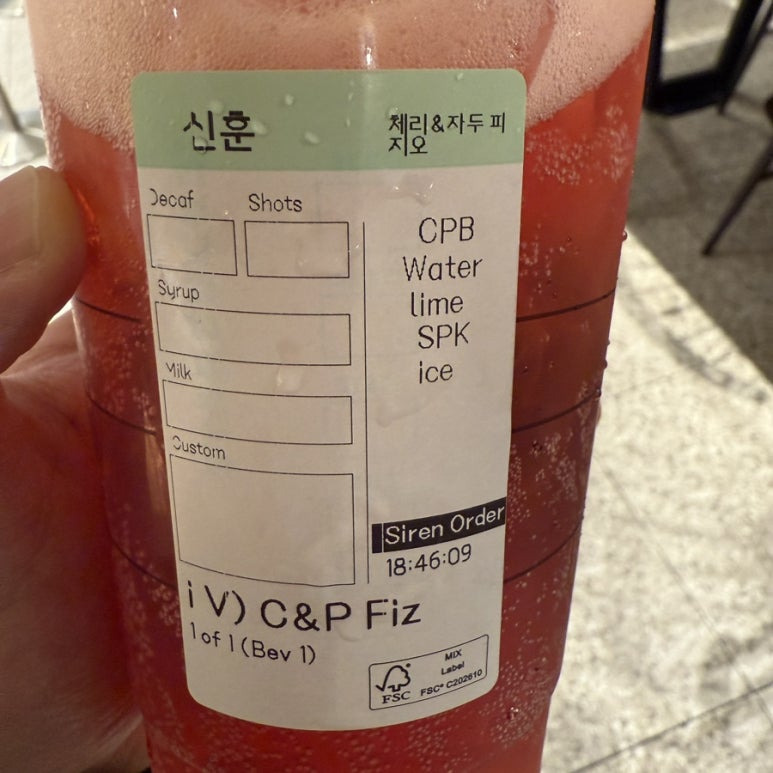 신훈
체리&자두 피
지오
Decaf
Shots
Syrup
Milk
Custom
CPB
Water
lime
SPK
ice
Siren Order
18:46:09
i V) C&P Fiz
1 of 1 (Bev 1)
FSC
MIX
Label
FSC® C202610